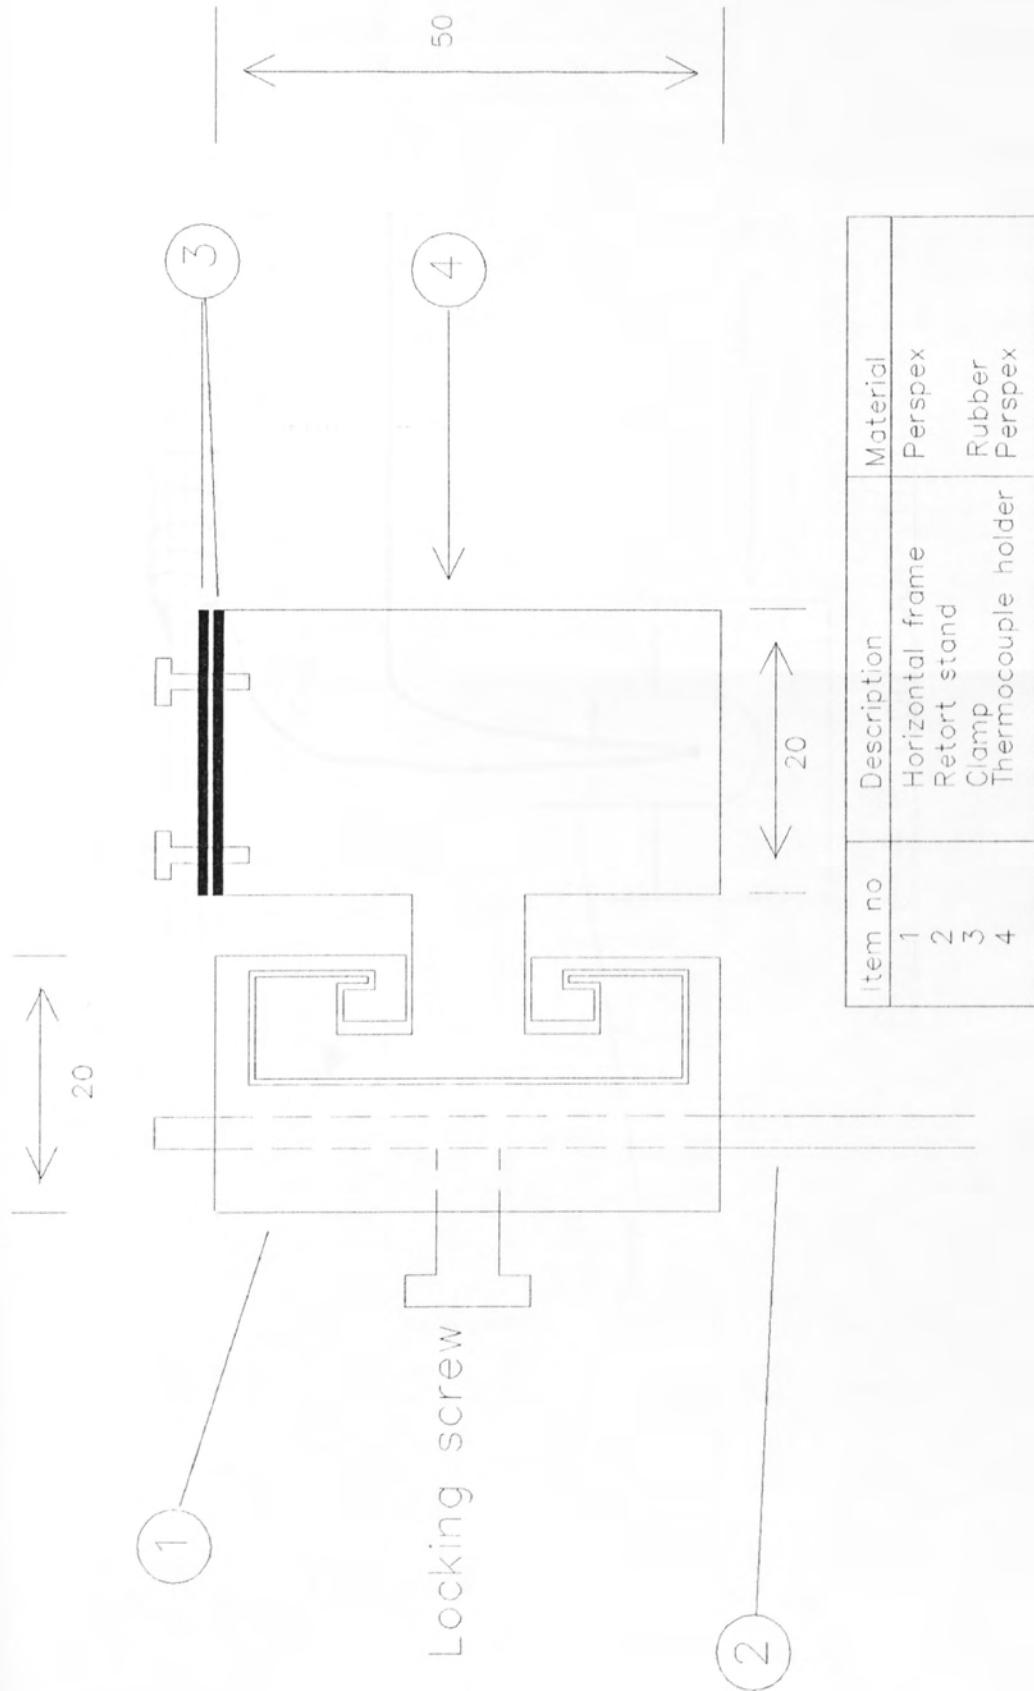 3
4
50
20
20
1
Locking screw
2
Item no Description Material
1 Horizontal frame Perspex
2 Retort stand
3 Clamp Rubber
4 Thermocouple holder Perspex